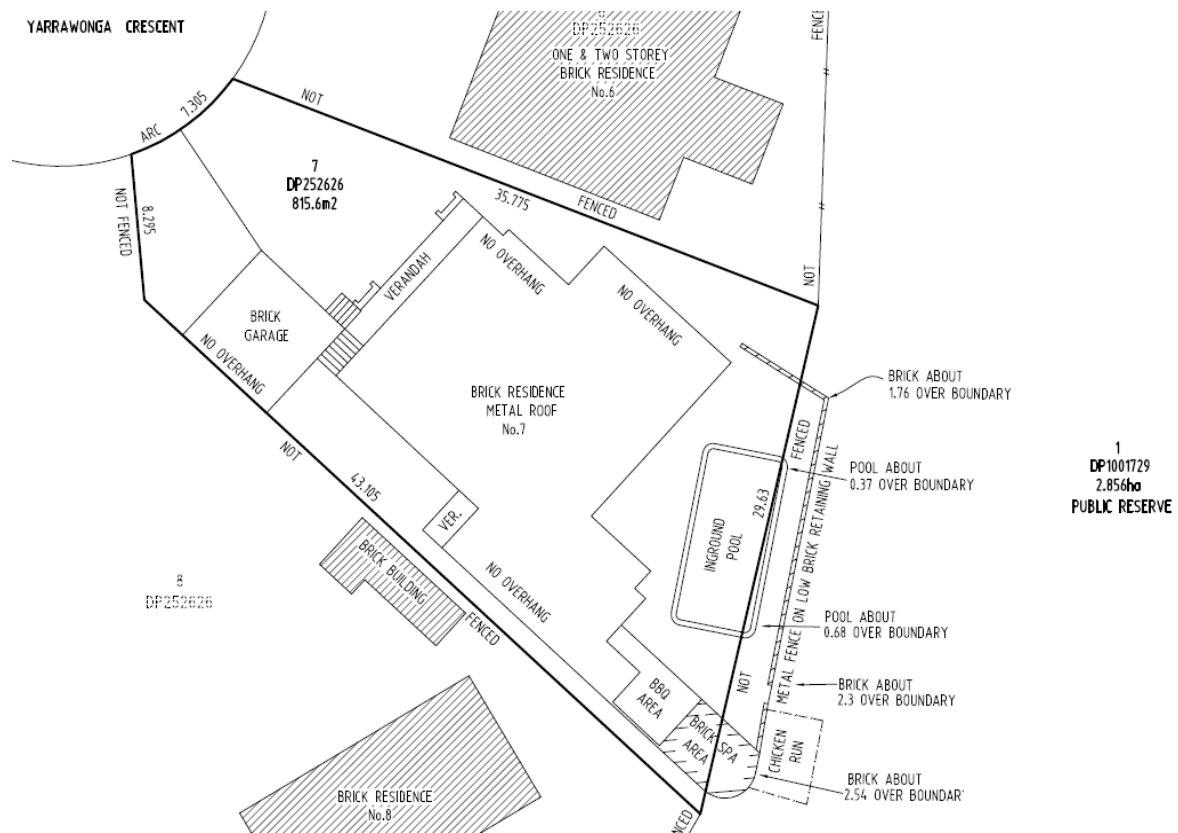 YARRAWONGA CRESCENT
DP252626
ONE & TWO STOREY
BRICK RESIDENCE
No.6
FENCE
ARC 7.305
NOT
35.775
FENCED
NOT
7
DP252626
815.6m2
8.295
NOT FENCED
VERANDAH
NO OVERHANG
NO OVERHANG
BRICK
GARAGE
NO OVERHANG
BRICK RESIDENCE
METAL ROOF
No.7
BRICK ABOUT
1.76 OVER BOUNDARY
FENCED
29.63
NOT
METAL FENCE ON LOW BRICK RETAINING WALL
POOL ABOUT
0.37 OVER BOUNDARY
1
DP1001729
2.856ha
PUBLIC RESERVE
NOT
43.105
FENCED
VER.
INGROUND
POOL
BRICK BUILDING
NO OVERHANG
8
DP252626
POOL ABOUT
0.68 OVER BOUNDARY
BRICK ABOUT
2.3 OVER BOUNDARY
BBQ
AREA
BRICK SPA
AREA
CHICKEN
RUN
BRICK ABOUT
2.54 OVER BOUNDAR
BRICK RESIDENCE
No.8
NCED